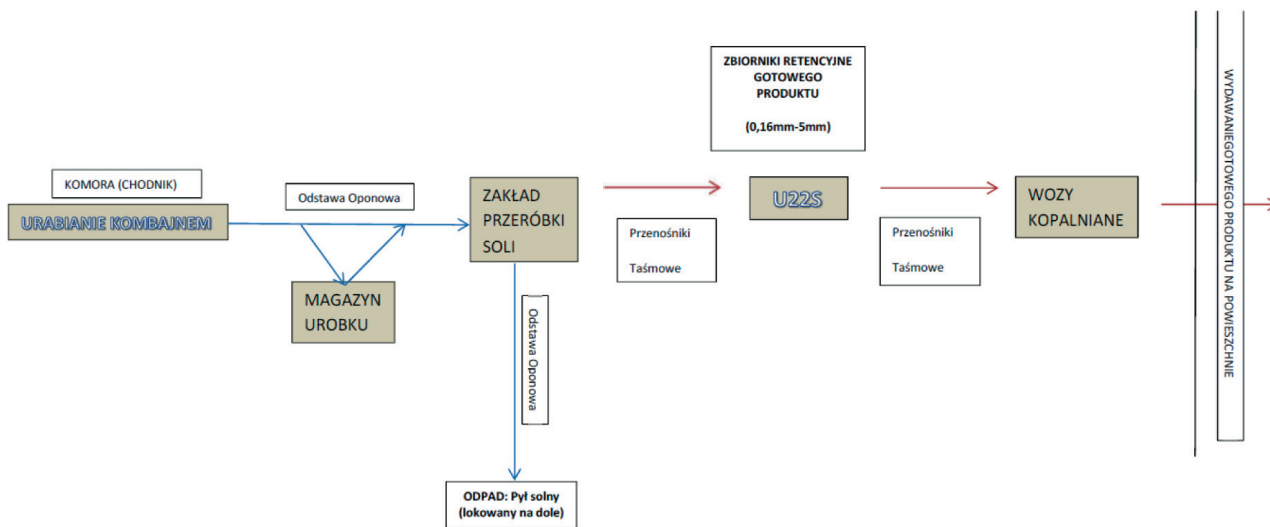 ZBIORNIKI RETENCYJNE
GOTOWEGO
PRODUKTU
(0,16mm-5mm)
KOMORA (CHODNIK)
URABIANIE KOMBAJNEM
Odstawa Oponowa
MAGAZYN
UROBKU
ZAKŁAD
PRZERÓBKI
SOLI
Przenośniki
Taśmowe
U22S
Przenośniki
Taśmowe
WOZY
KOPALNIANE
WYDAWANIEGOTOWEGO PRODUKTU NA POWIESZCHNIE
Odstawa Oponowa
ODPAD: Pył solny
(lokowany na dole)